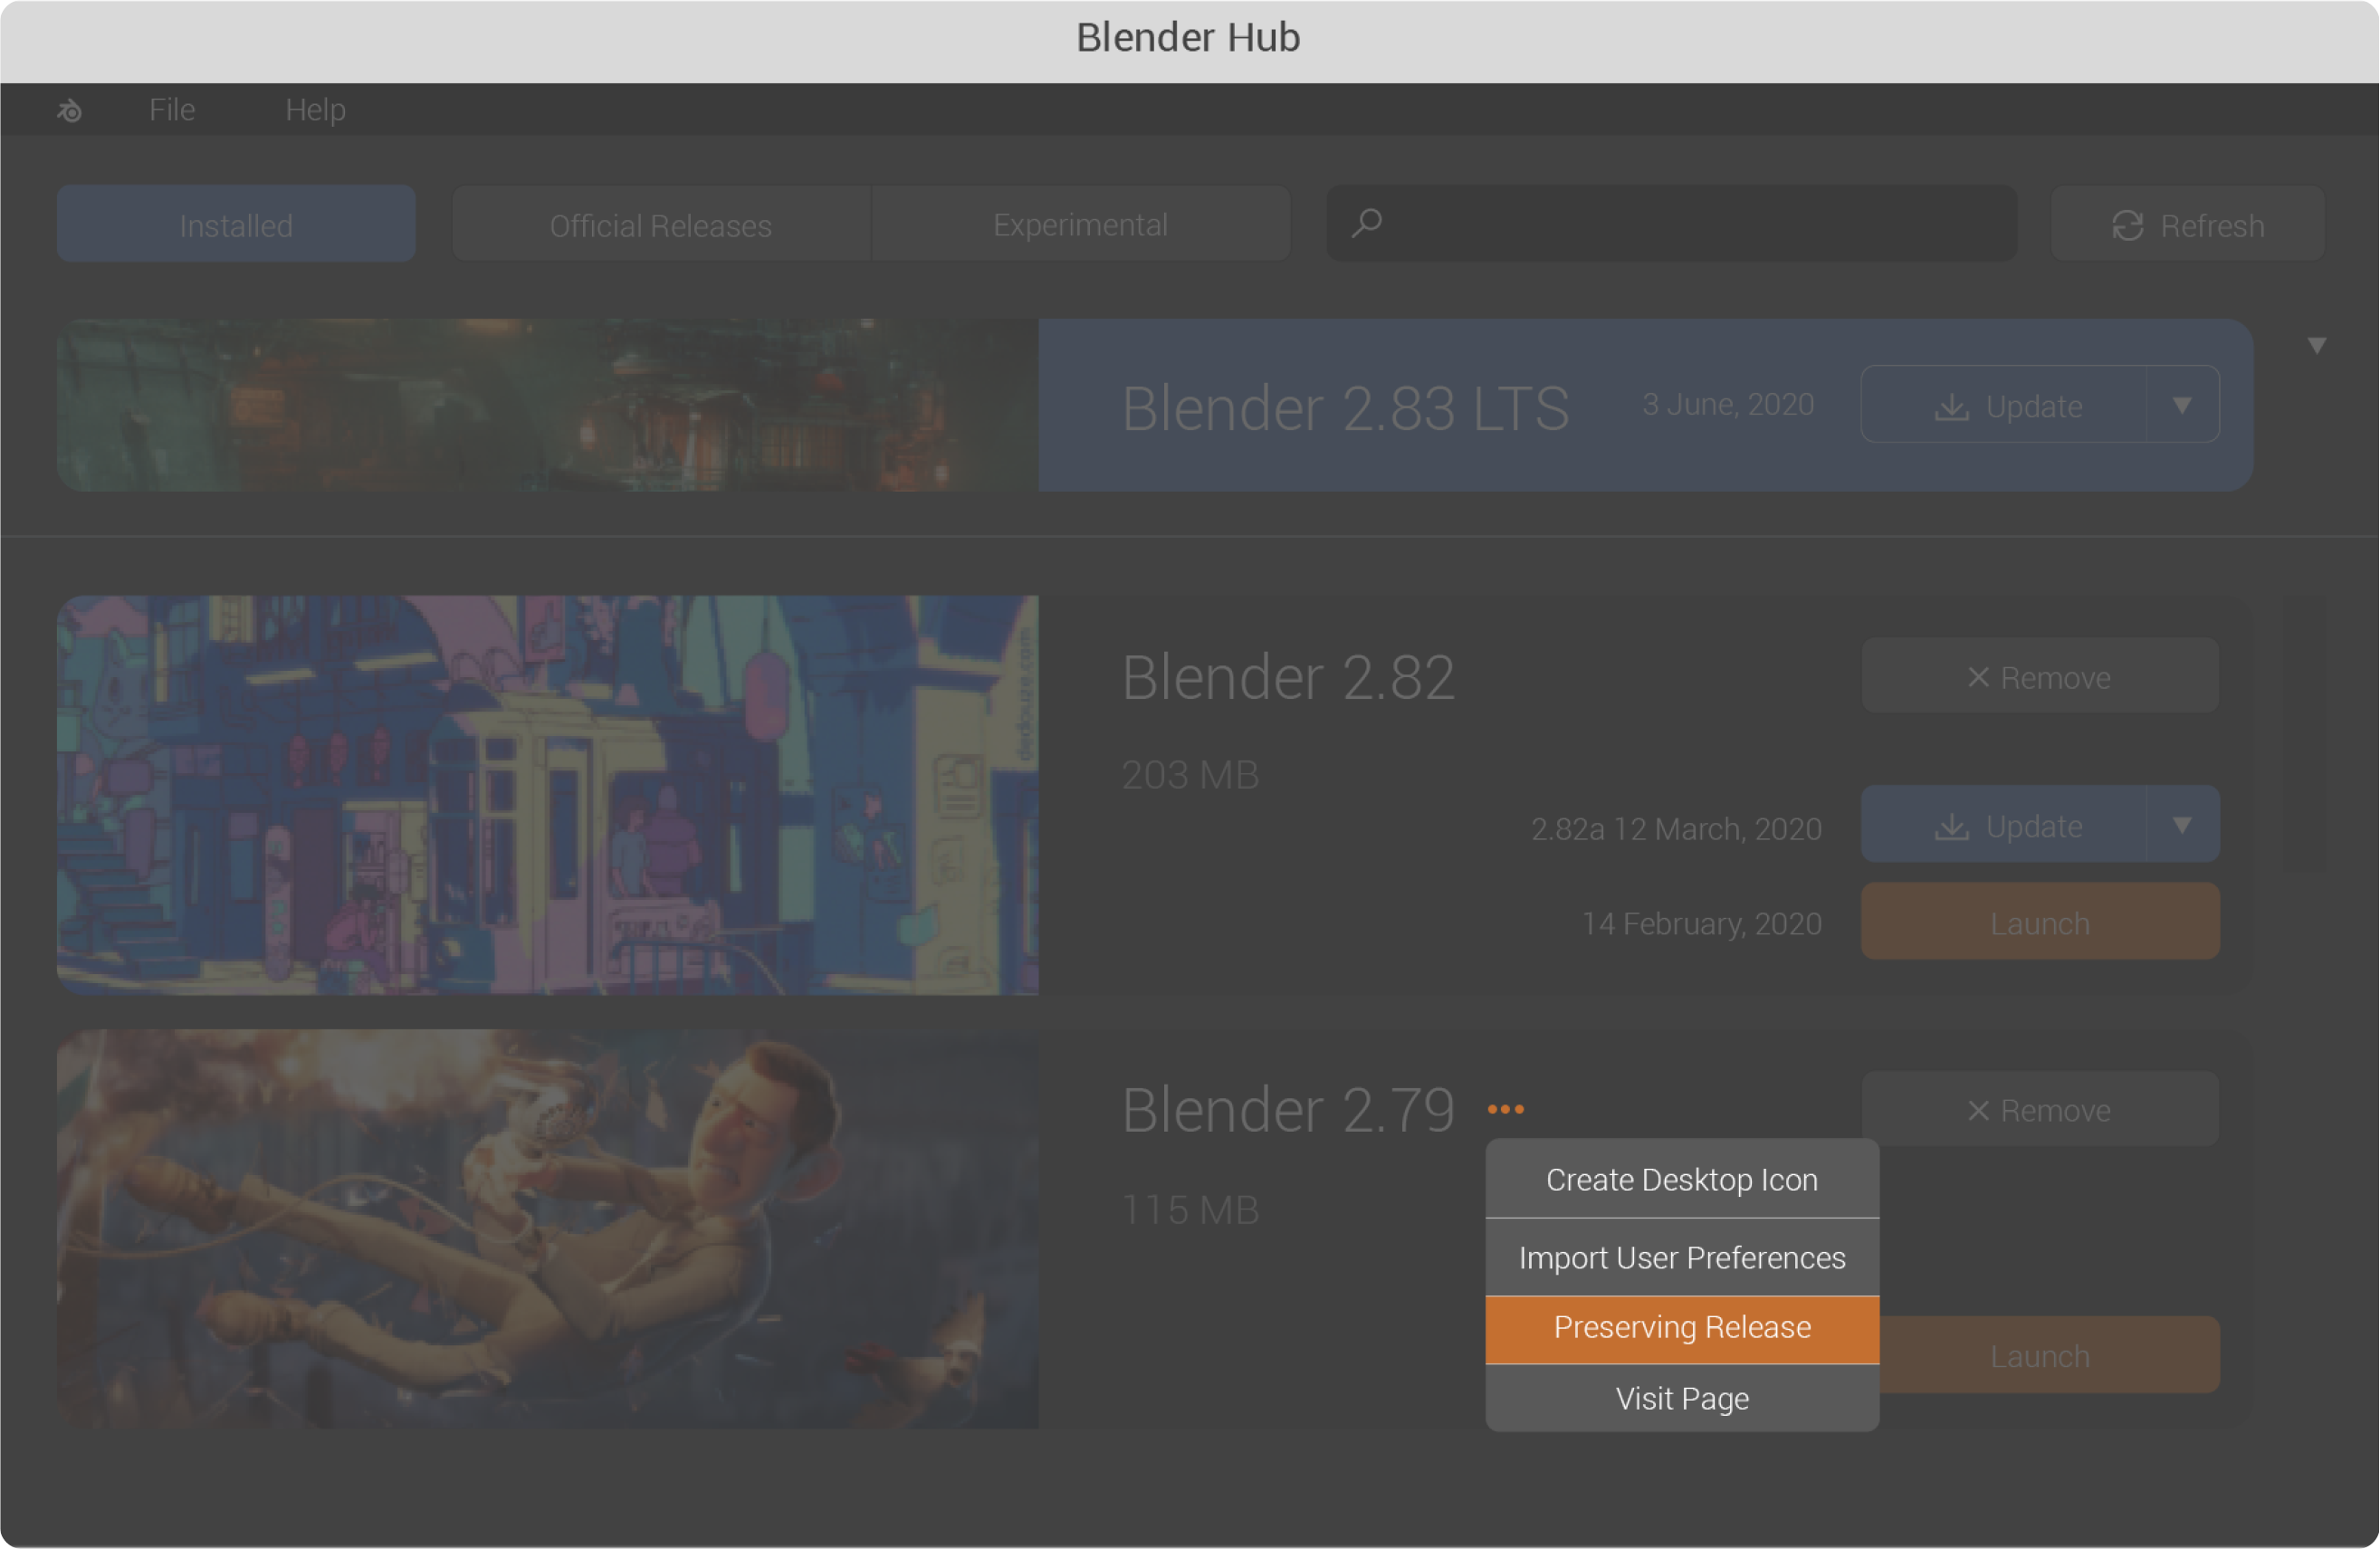 Blender Hub
File Help
Installed Official Releases Experimental Refresh
Blender 2.83 LTS 3 June, 2020 Update
dedouze.com
Blender 2.82 Remove
203 MB
2.82a 12 March, 2020 Update
14 February, 2020 Launch
Blender 2.79 ••• Remove
115 MB
Create Desktop Icon
Import User Preferences
Preserving Release
Launch
Visit Page